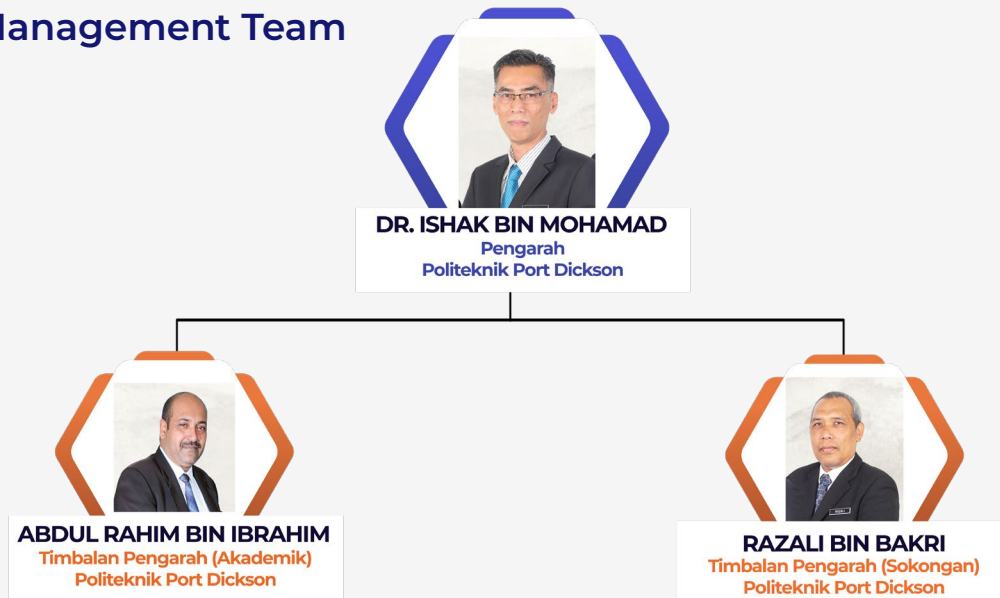 Management Team
DR. ISHAK BIN MOHAMAD
Pengarah
Politeknik Port Dickson
ABDUL RAHIM BIN IBRAHIM
Timbalan Pengarah (Akademik)
Politeknik Port Dickson
RAZALI BIN BAKRI
Timbalan Pengarah (Sokongan)
Politeknik Port Dickson